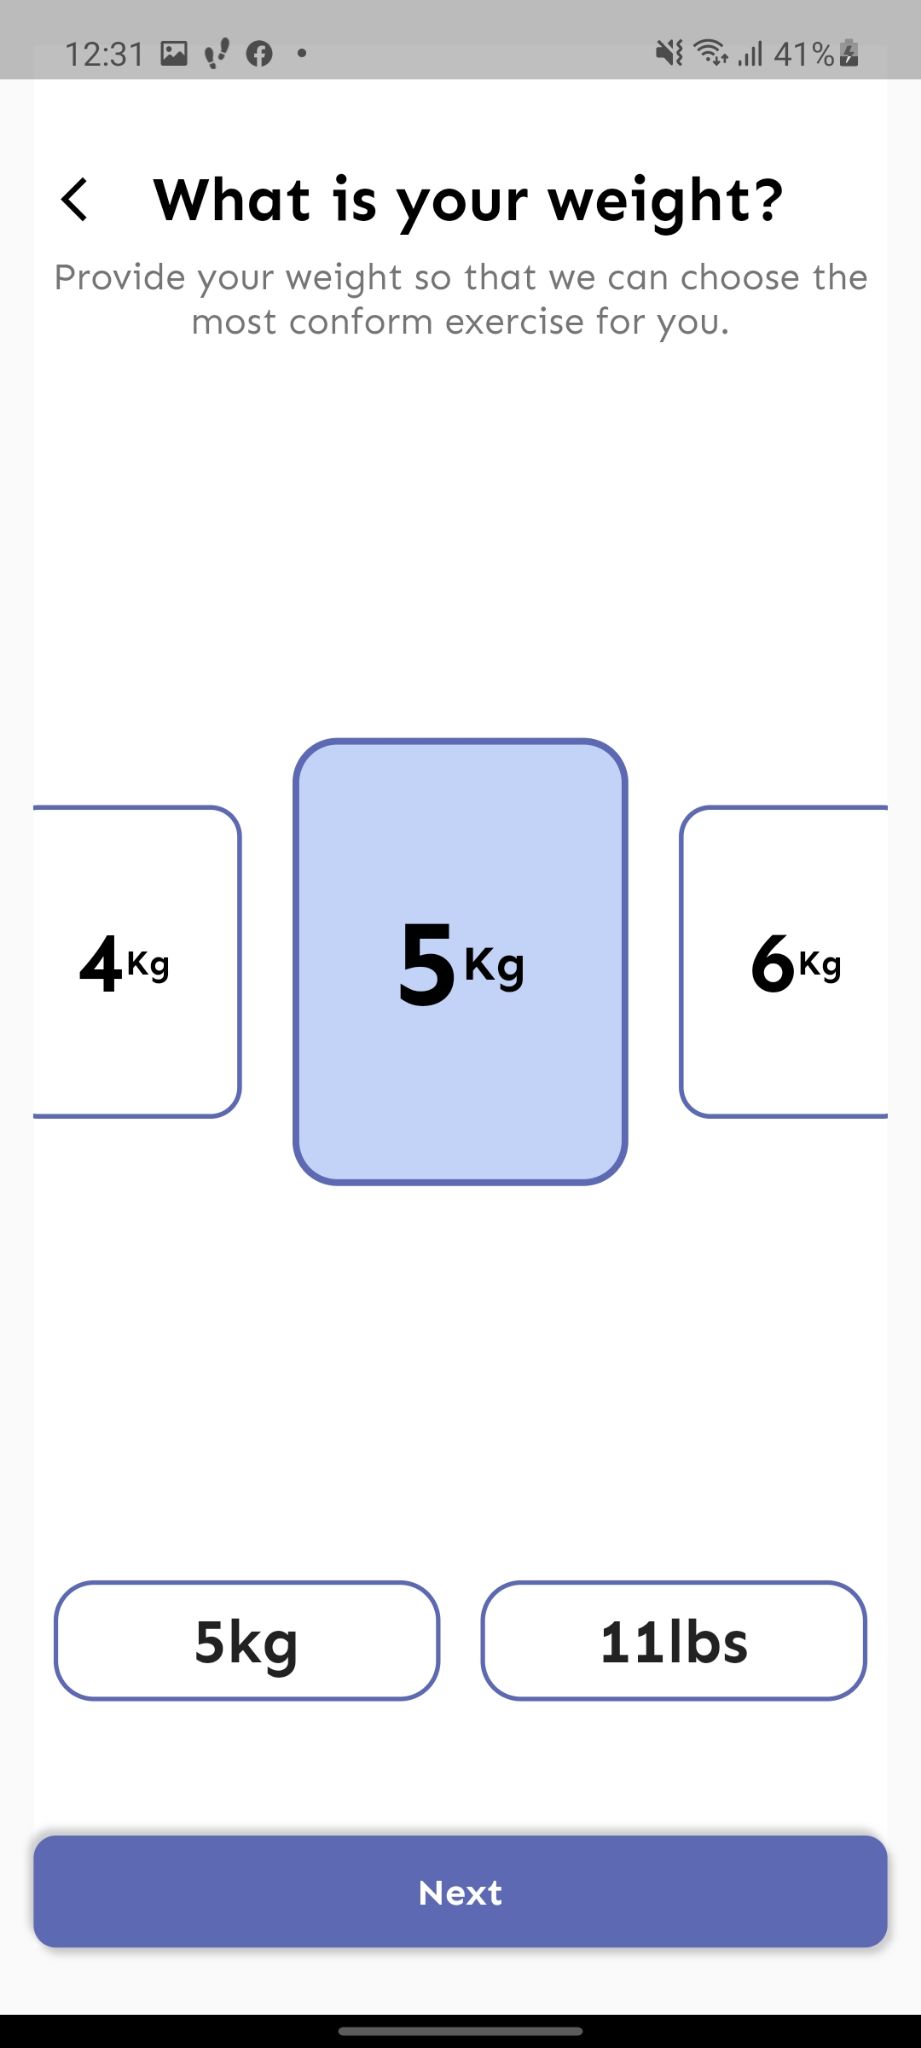 12:31
41%
What is your weight?
Provide your weight so that we can choose the
most conform exercise for you.
4Kg
5Kg
6Kg
5kg
11lbs
Next